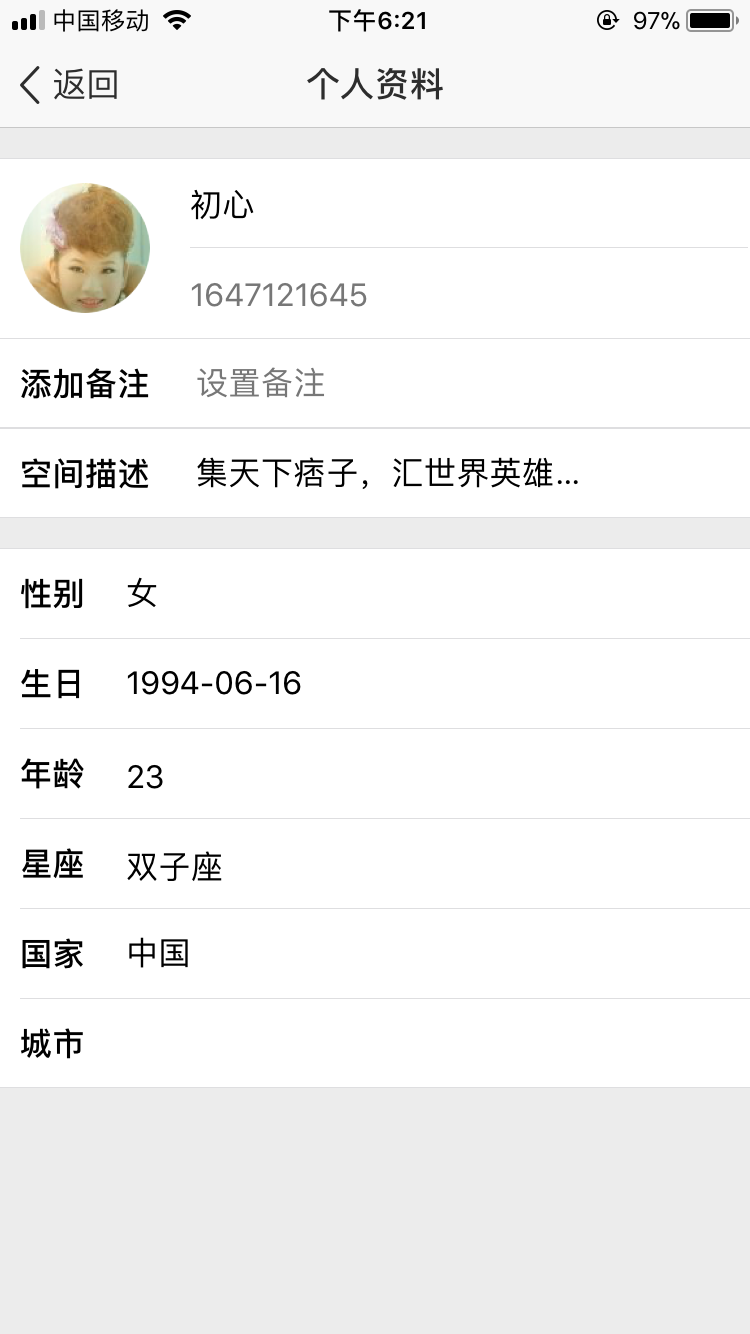 中国移动 下午6:21 97%
返回 个人资料
初心
1647121645
添加备注 设置备注
空间描述 集天下痞子，汇世界英雄...
性别 女
生日 1994-06-16
年龄 23
星座 双子座
国家 中国
城市